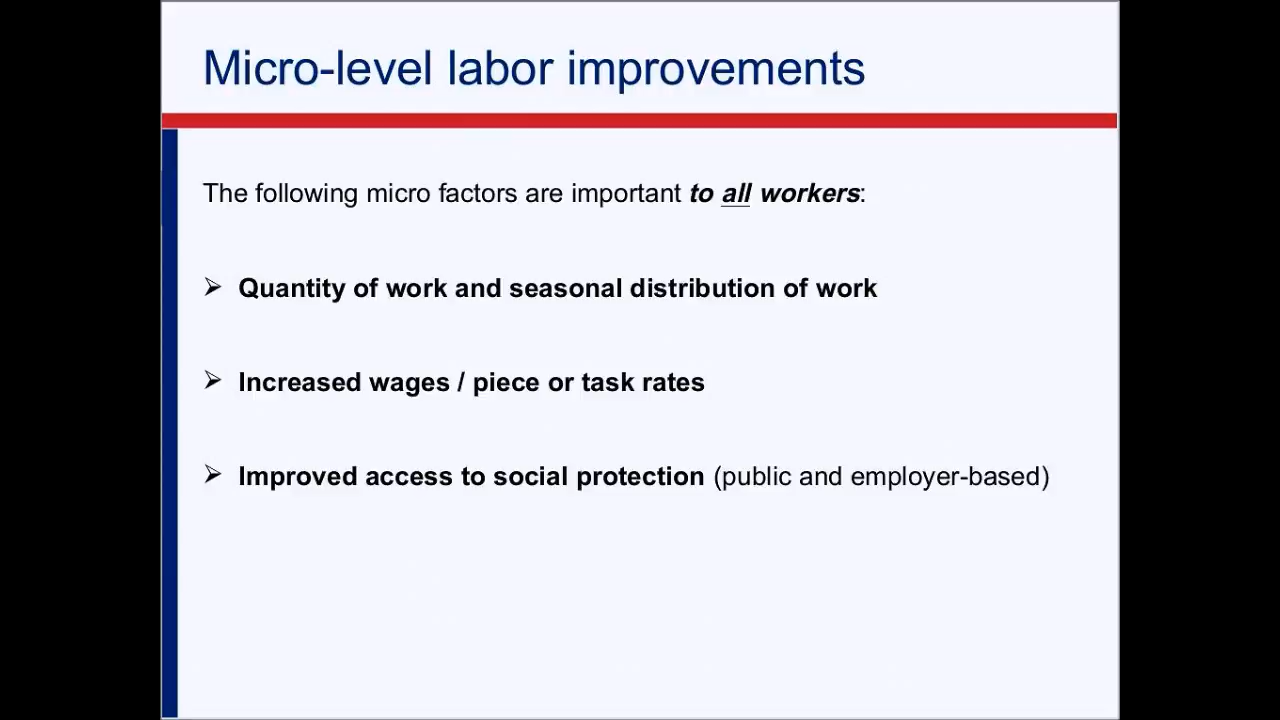 Micro-level labor improvements
The following micro factors are important to all workers:
➢ Quantity of work and seasonal distribution of work
➢ Increased wages / piece or task rates
➢ Improved access to social protection (public and employer-based)